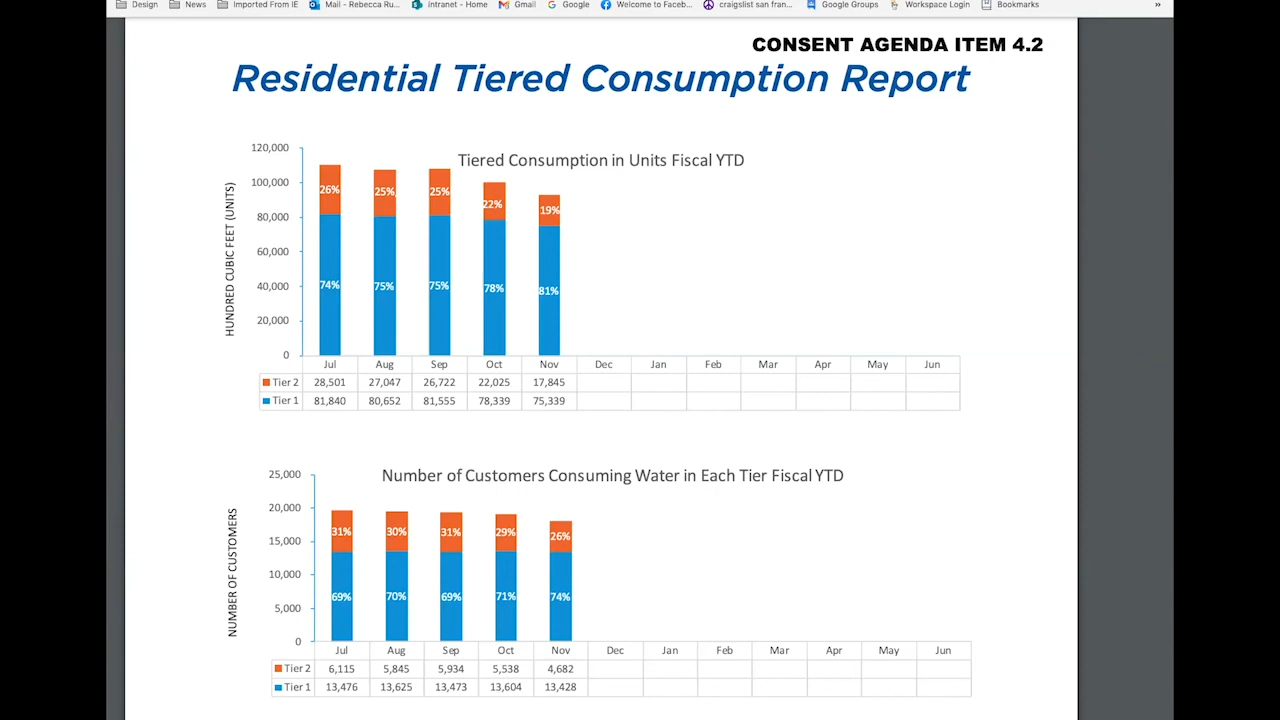 Design News Imported From IE Mail - Rebecca Ru... intranet - Home Gmail Google Welcome to Faceb... craigslist san fran... Google Groups Workspace Login Bookmarks »
CONSENT AGENDA ITEM 4.2
Residential Tiered Consumption Report
Tiered Consumption in Units Fiscal YTD
HUNDRED CUBIC FEET (UNITS)
120,000
100,000
80,000
60,000
40,000
20,000
0
26% 25% 25% 22% 19%
74% 75% 75% 78% 81%
Jul Aug Sep Oct Nov Dec Jan Feb Mar Apr May Jun
Tier 2 28,501 27,047 26,722 22,025 17,845
Tier 1 81,840 80,652 81,555 78,339 75,339
Number of Customers Consuming Water in Each Tier Fiscal YTD
NUMBER OF CUSTOMERS
25,000
20,000
15,000
10,000
5,000
0
31% 30% 31% 29% 26%
69% 70% 69% 71% 74%
Jul Aug Sep Oct Nov Dec Jan Feb Mar Apr May Jun
Tier 2 6,115 5,845 5,934 5,538 4,682
Tier 1 13,476 13,625 13,473 13,604 13,428